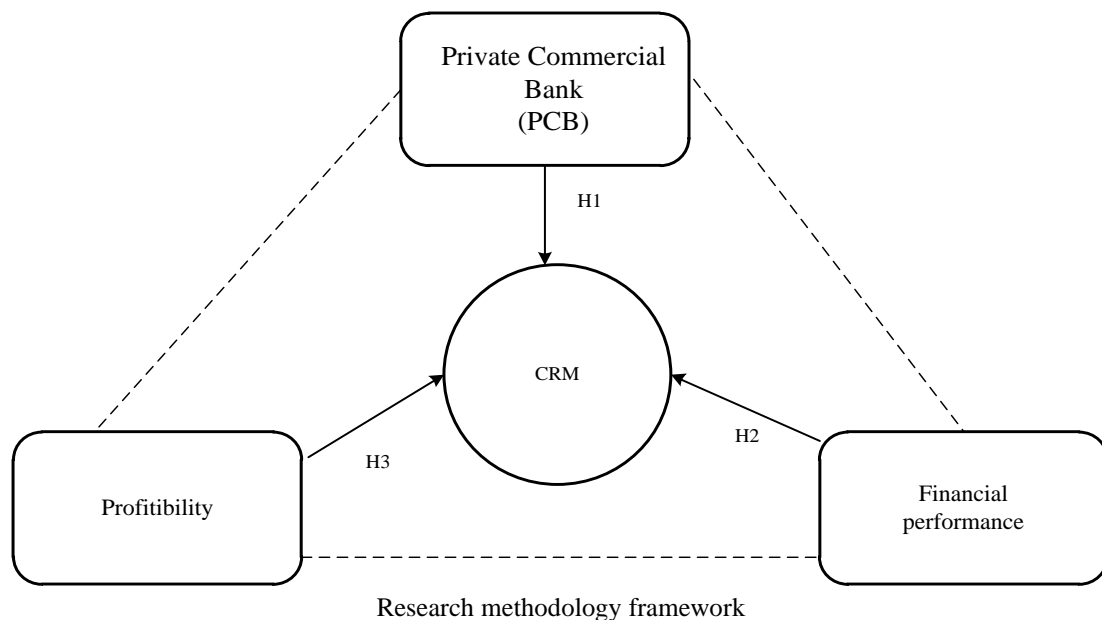 Private Commercial
Bank
(PCB)
H1
CRM
H2
H3
Profitibility
Financial
performance
Research methodology framework